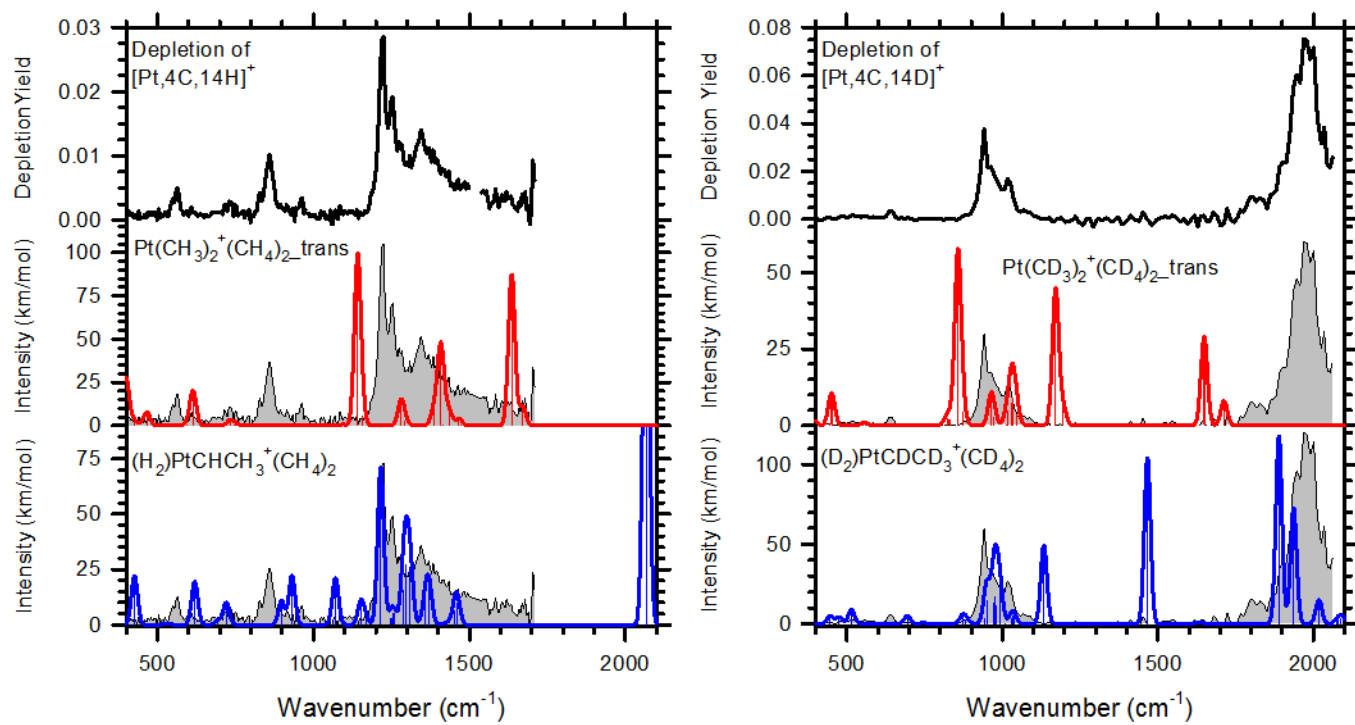 Depletion of
[Pt,4C,14H]+
Depletion Yield
0.03
0.02
0.01
0.00
Pt(CH3)2+(CH4)2_trans
Intensity (km/mol)
100
75
50
25
0
(H2)PtCHCH3+(CH4)2
Intensity (km/mol)
75
50
25
0
500 1000 1500 2000
Wavenumber (cm-1)
Depletion of
[Pt,4C,14D]+
Depletion Yield
0.08
0.06
0.04
0.02
0.00
Pt(CD3)2+(CD4)2_trans
Intensity (km/mol)
50
25
0
(D2)PtCDCD3+(CD4)2
Intensity (km/mol)
100
50
0
500 1000 1500 2000
Wavenumber (cm-1)